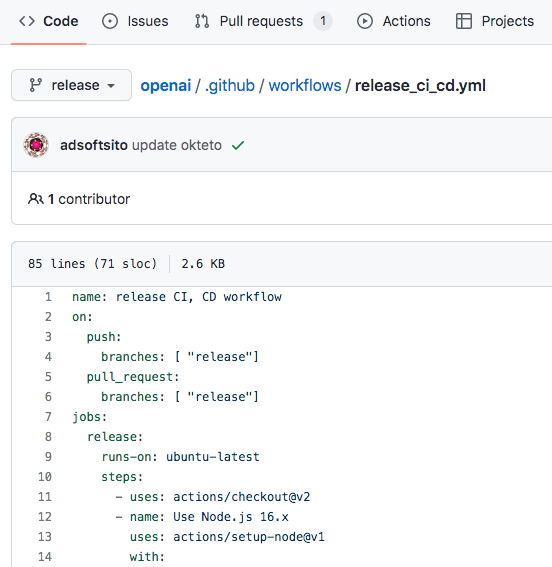 <> Code Issues Pull requests 1 Actions Projects
release openai / .github / workflows / release_ci_cd.yml
adsoftsito update okteto
1 contributor
85 lines (71 sloc) 2.6 KB
1 name: release CI, CD workflow
2 on:
3 push:
4 branches: [ "release"]
5 pull_request:
6 branches: [ "release"]
7 jobs:
8 release:
9 runs-on: ubuntu-latest
10 steps:
11 - uses: actions/checkout@v2
12 - name: Use Node.js 16.x
13 uses: actions/setup-node@v1
14 with: